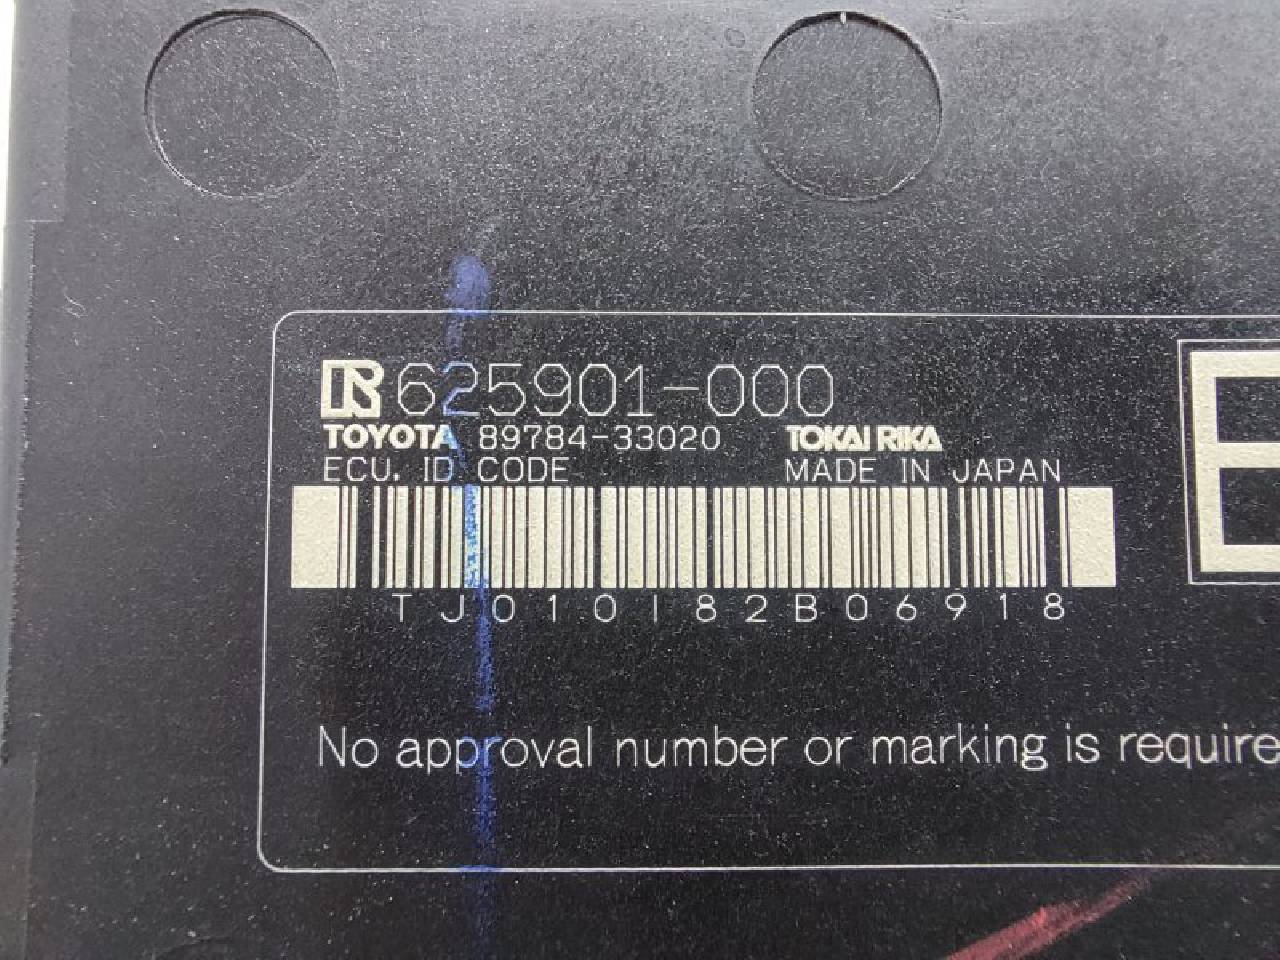 R 625901-000
TOYOTA 89784-33020 TOKAI RIKA
ECU. ID CODE MADE IN JAPAN
TJ010182B06918
No approval number or marking is require
E